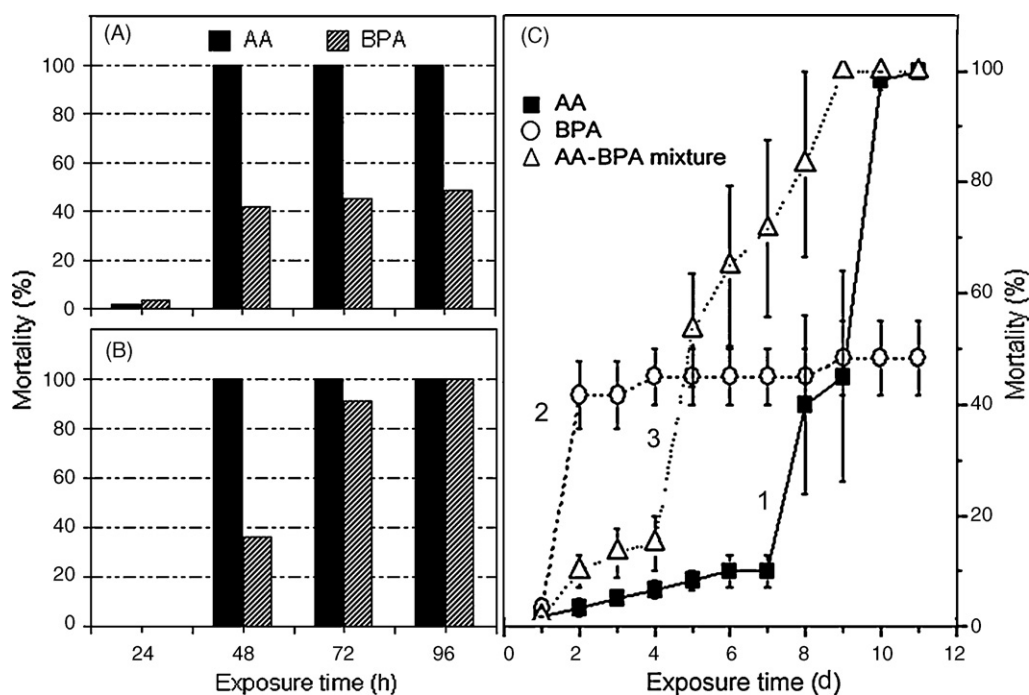 (A)
AA BPA
100
80
60
40
20
0
Mortality (%)
(B)
100
80
60
40
20
0
24 48 72 96
Exposure time (h)
(C)
AA
BPA
AA-BPA mixture
2
3
1
100
80
60
40
20
0
Mortality (%)
0 2 4 6 8 10 12
Exposure time (d)